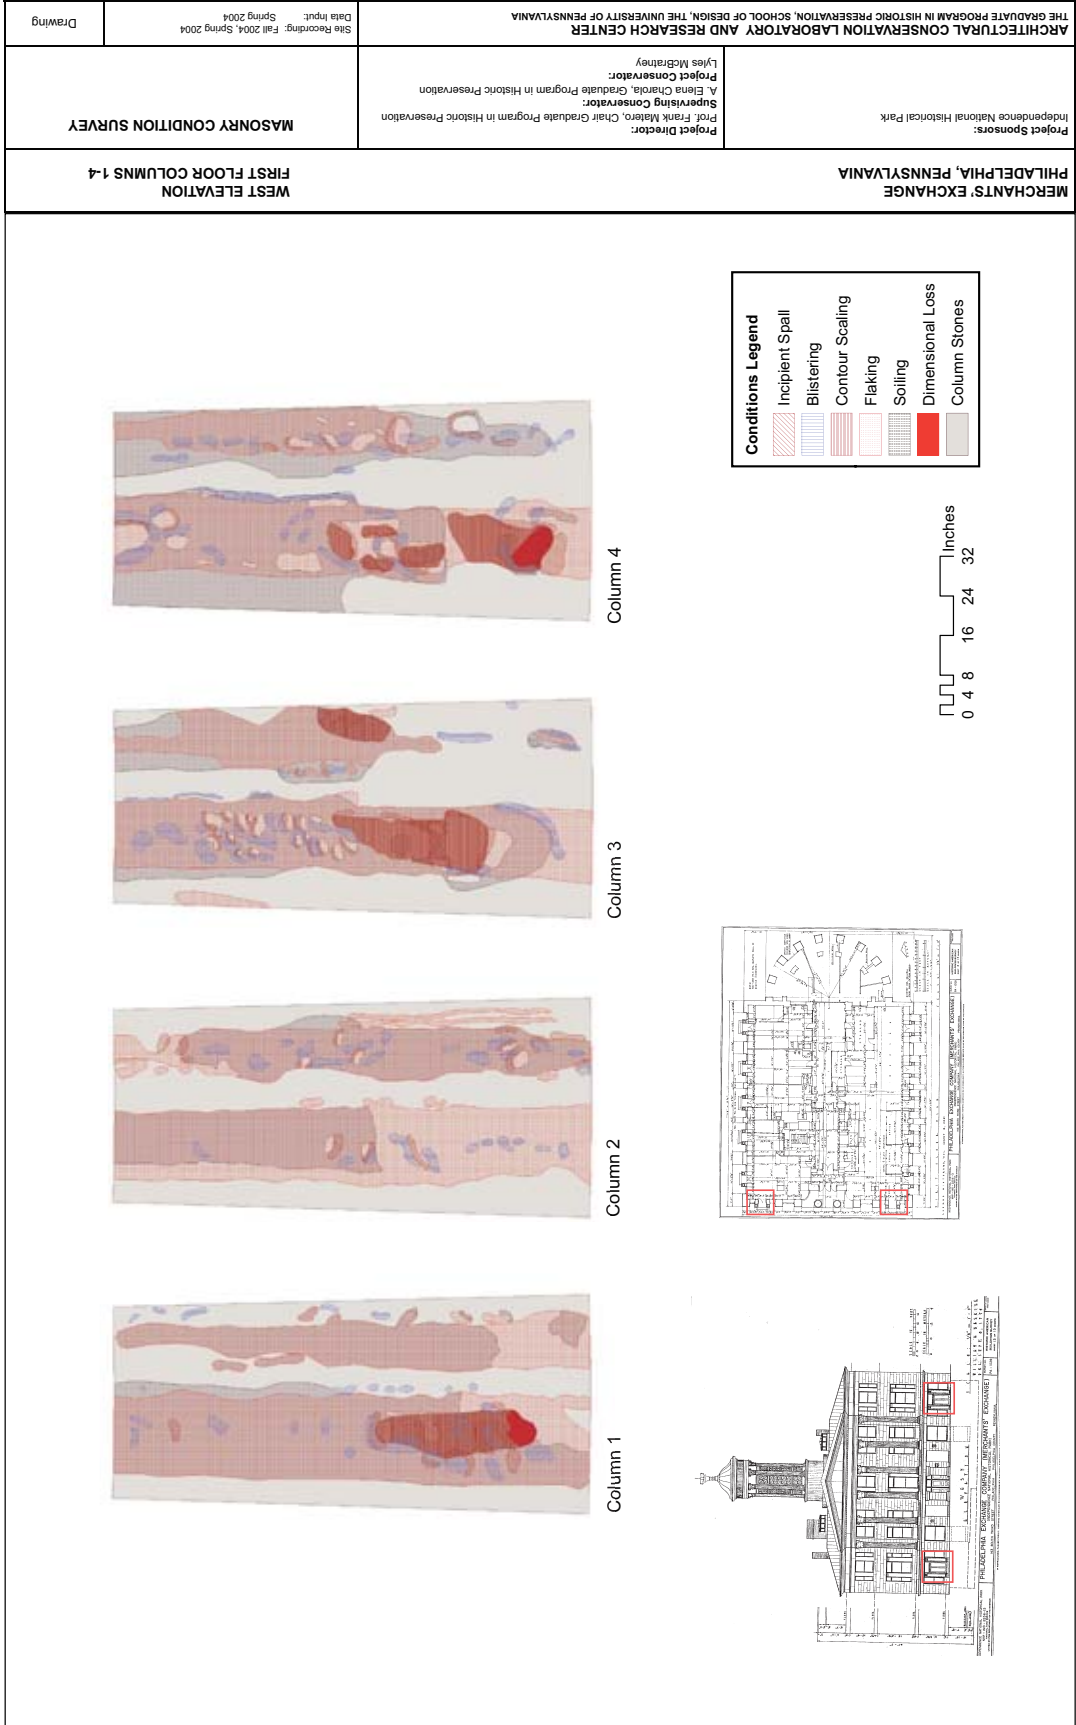 MERCHANTS' EXCHANGE
PHILADELPHIA, PENNSYLVANIA
WEST ELEVATION
FIRST FLOOR COLUMNS 1-4
Project Sponsors:
Independence National Historical Park
Project Director:
Prof. Frank Matero, Chair Graduate Program in Historic Preservation
Supervising Conservator:
A. Elena Charola, Graduate Program in Historic Preservation
Project Conservator:
Lyles McBratney
MASONRY CONDITION SURVEY
ARCHITECTURAL CONSERVATION LABORATORY AND RESEARCH CENTER
THE GRADUATE PROGRAM IN HISTORIC PRESERVATION, SCHOOL OF DESIGN, THE UNIVERSITY OF PENNSYLVANIA
Site Recording: Fall 2004, Spring 2004
Data Input: Spring 2004
Drawing
Column 1
Column 2
Column 3
Column 4
Conditions Legend
Incipient Spall
Blistering
Contour Scaling
Flaking
Soiling
Dimensional Loss
Column Stones
0 4 8 16 24 32
Inches
PHILADELPHIA EXCHANGE COMPANY (MERCHANTS' EXCHANGE)
PHILADELPHIA EXCHANGE COMPANY (MERCHANTS' EXCHANGE)